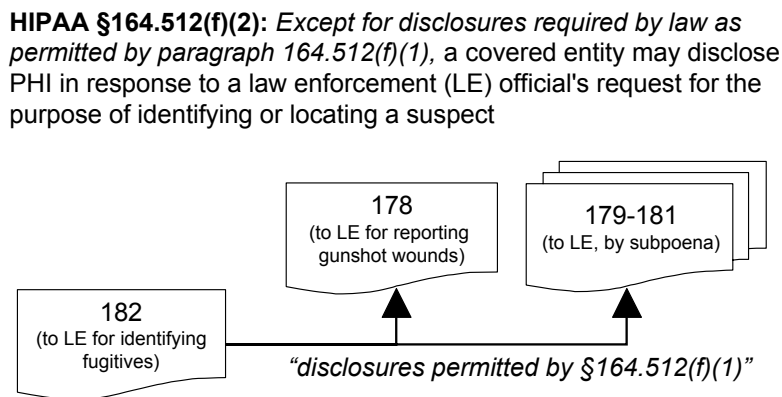 HIPAA §164.512(f)(2): Except for disclosures required by law as
permitted by paragraph 164.512(f)(1), a covered entity may disclose
PHI in response to a law enforcement (LE) official's request for the
purpose of identifying or locating a suspect
178
(to LE for reporting
gunshot wounds)
179-181
(to LE, by subpoena)
182
(to LE for identifying
fugitives)
“disclosures permitted by §164.512(f)(1)”